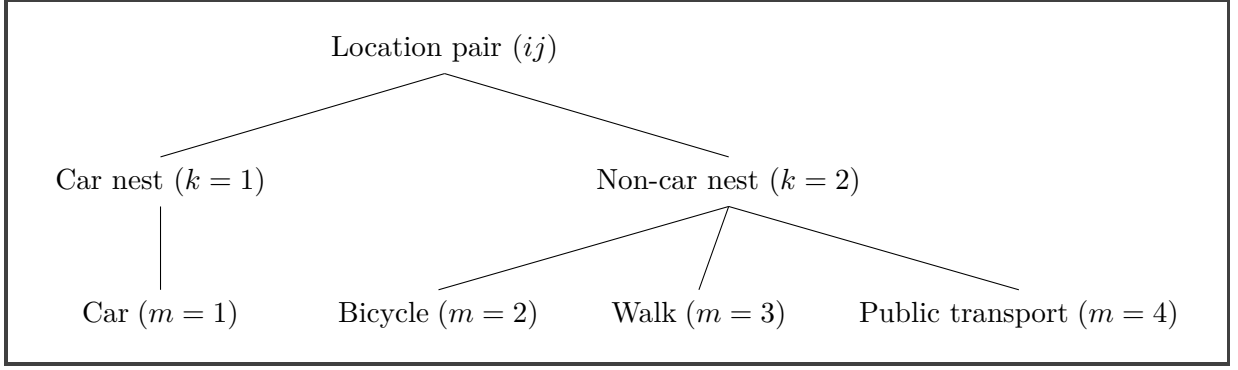 Location pair (ij)
Car nest (k = 1) Non-car nest (k = 2)
Car (m = 1) Bicycle (m = 2) Walk (m = 3) Public transport (m = 4)